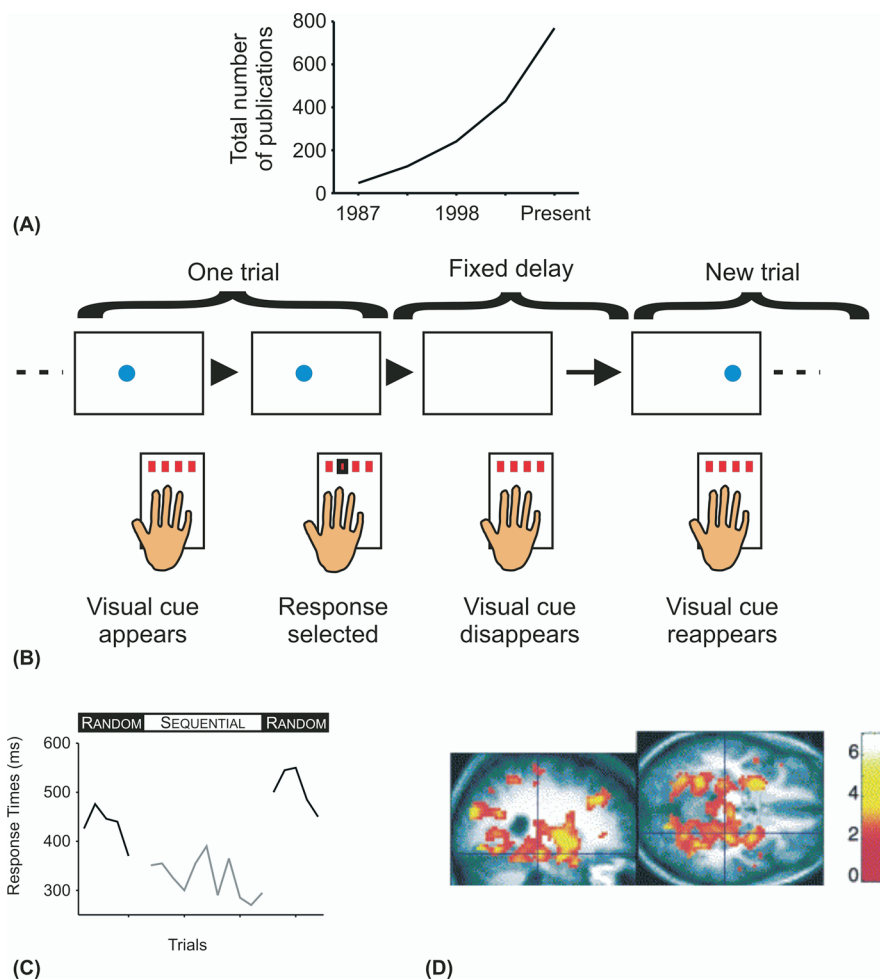 800
Total number
of publications
600
400
200
0
1987 1998 Present
(A)
One trial Fixed delay New trial
Visual cue
appears
Response
selected
Visual cue
disappears
Visual cue
reappears
(B)
RANDOM SEQUENTIAL RANDOM
Response Times (ms)
600
500
400
300
Trials
(C)
6
4
2
0
(D)